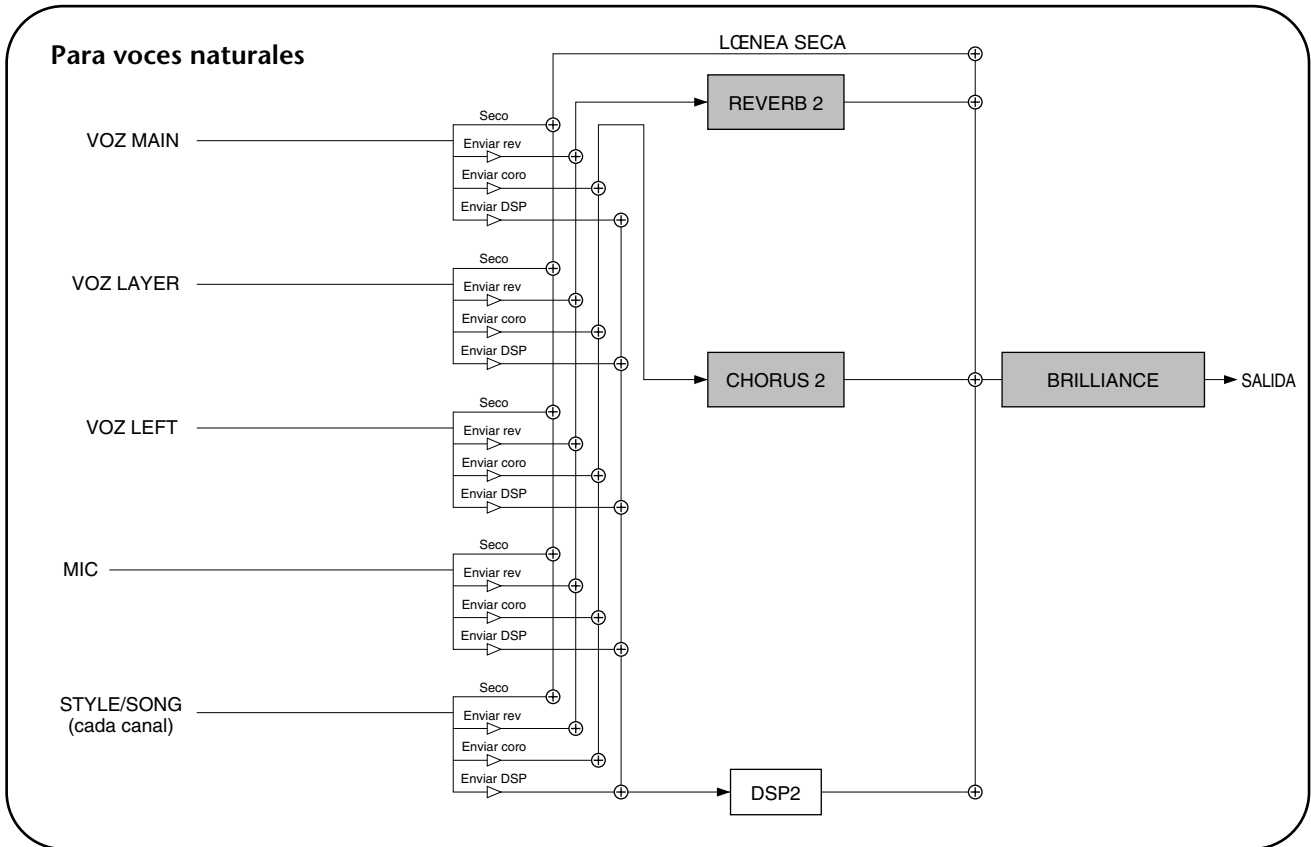 Para voces naturales
LŒNEA SECA
REVERB 2
VOZ MAIN
Seco
Enviar rev
Enviar coro
Enviar DSP
VOZ LAYER
Seco
Enviar rev
Enviar coro
Enviar DSP
CHORUS 2
BRILLIANCE
SALIDA
VOZ LEFT
Seco
Enviar rev
Enviar coro
Enviar DSP
MIC
Seco
Enviar rev
Enviar coro
Enviar DSP
STYLE/SONG
(cada canal)
Seco
Enviar rev
Enviar coro
Enviar DSP
DSP2